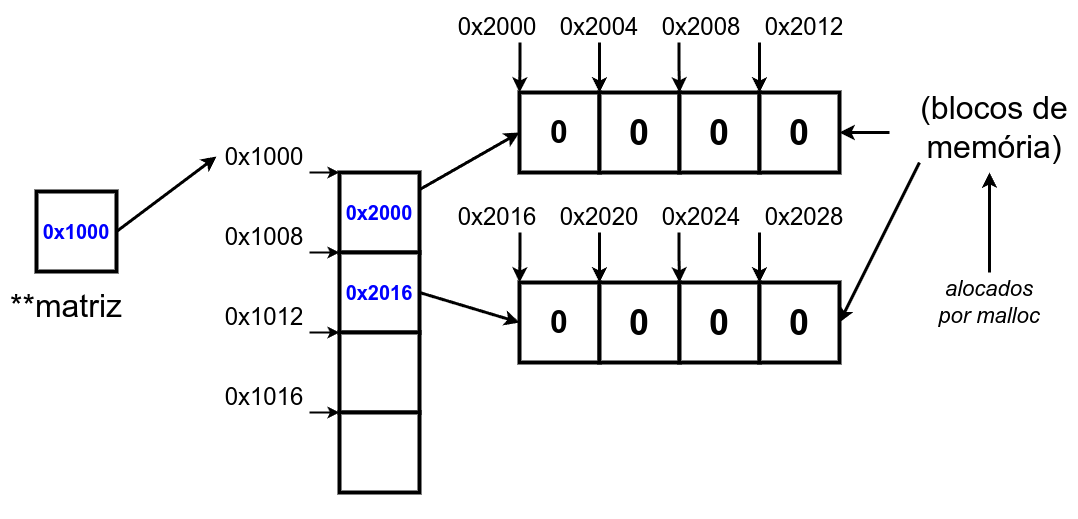 0x2000 0x2004 0x2008 0x2012
0 0 0 0
(blocos de
memória)
0x1000
0x1000
**matriz
0x2000
0x1008
0x2016
0x1012
0x1016
0x2016 0x2020 0x2024 0x2028
0 0 0 0
alocados
por malloc